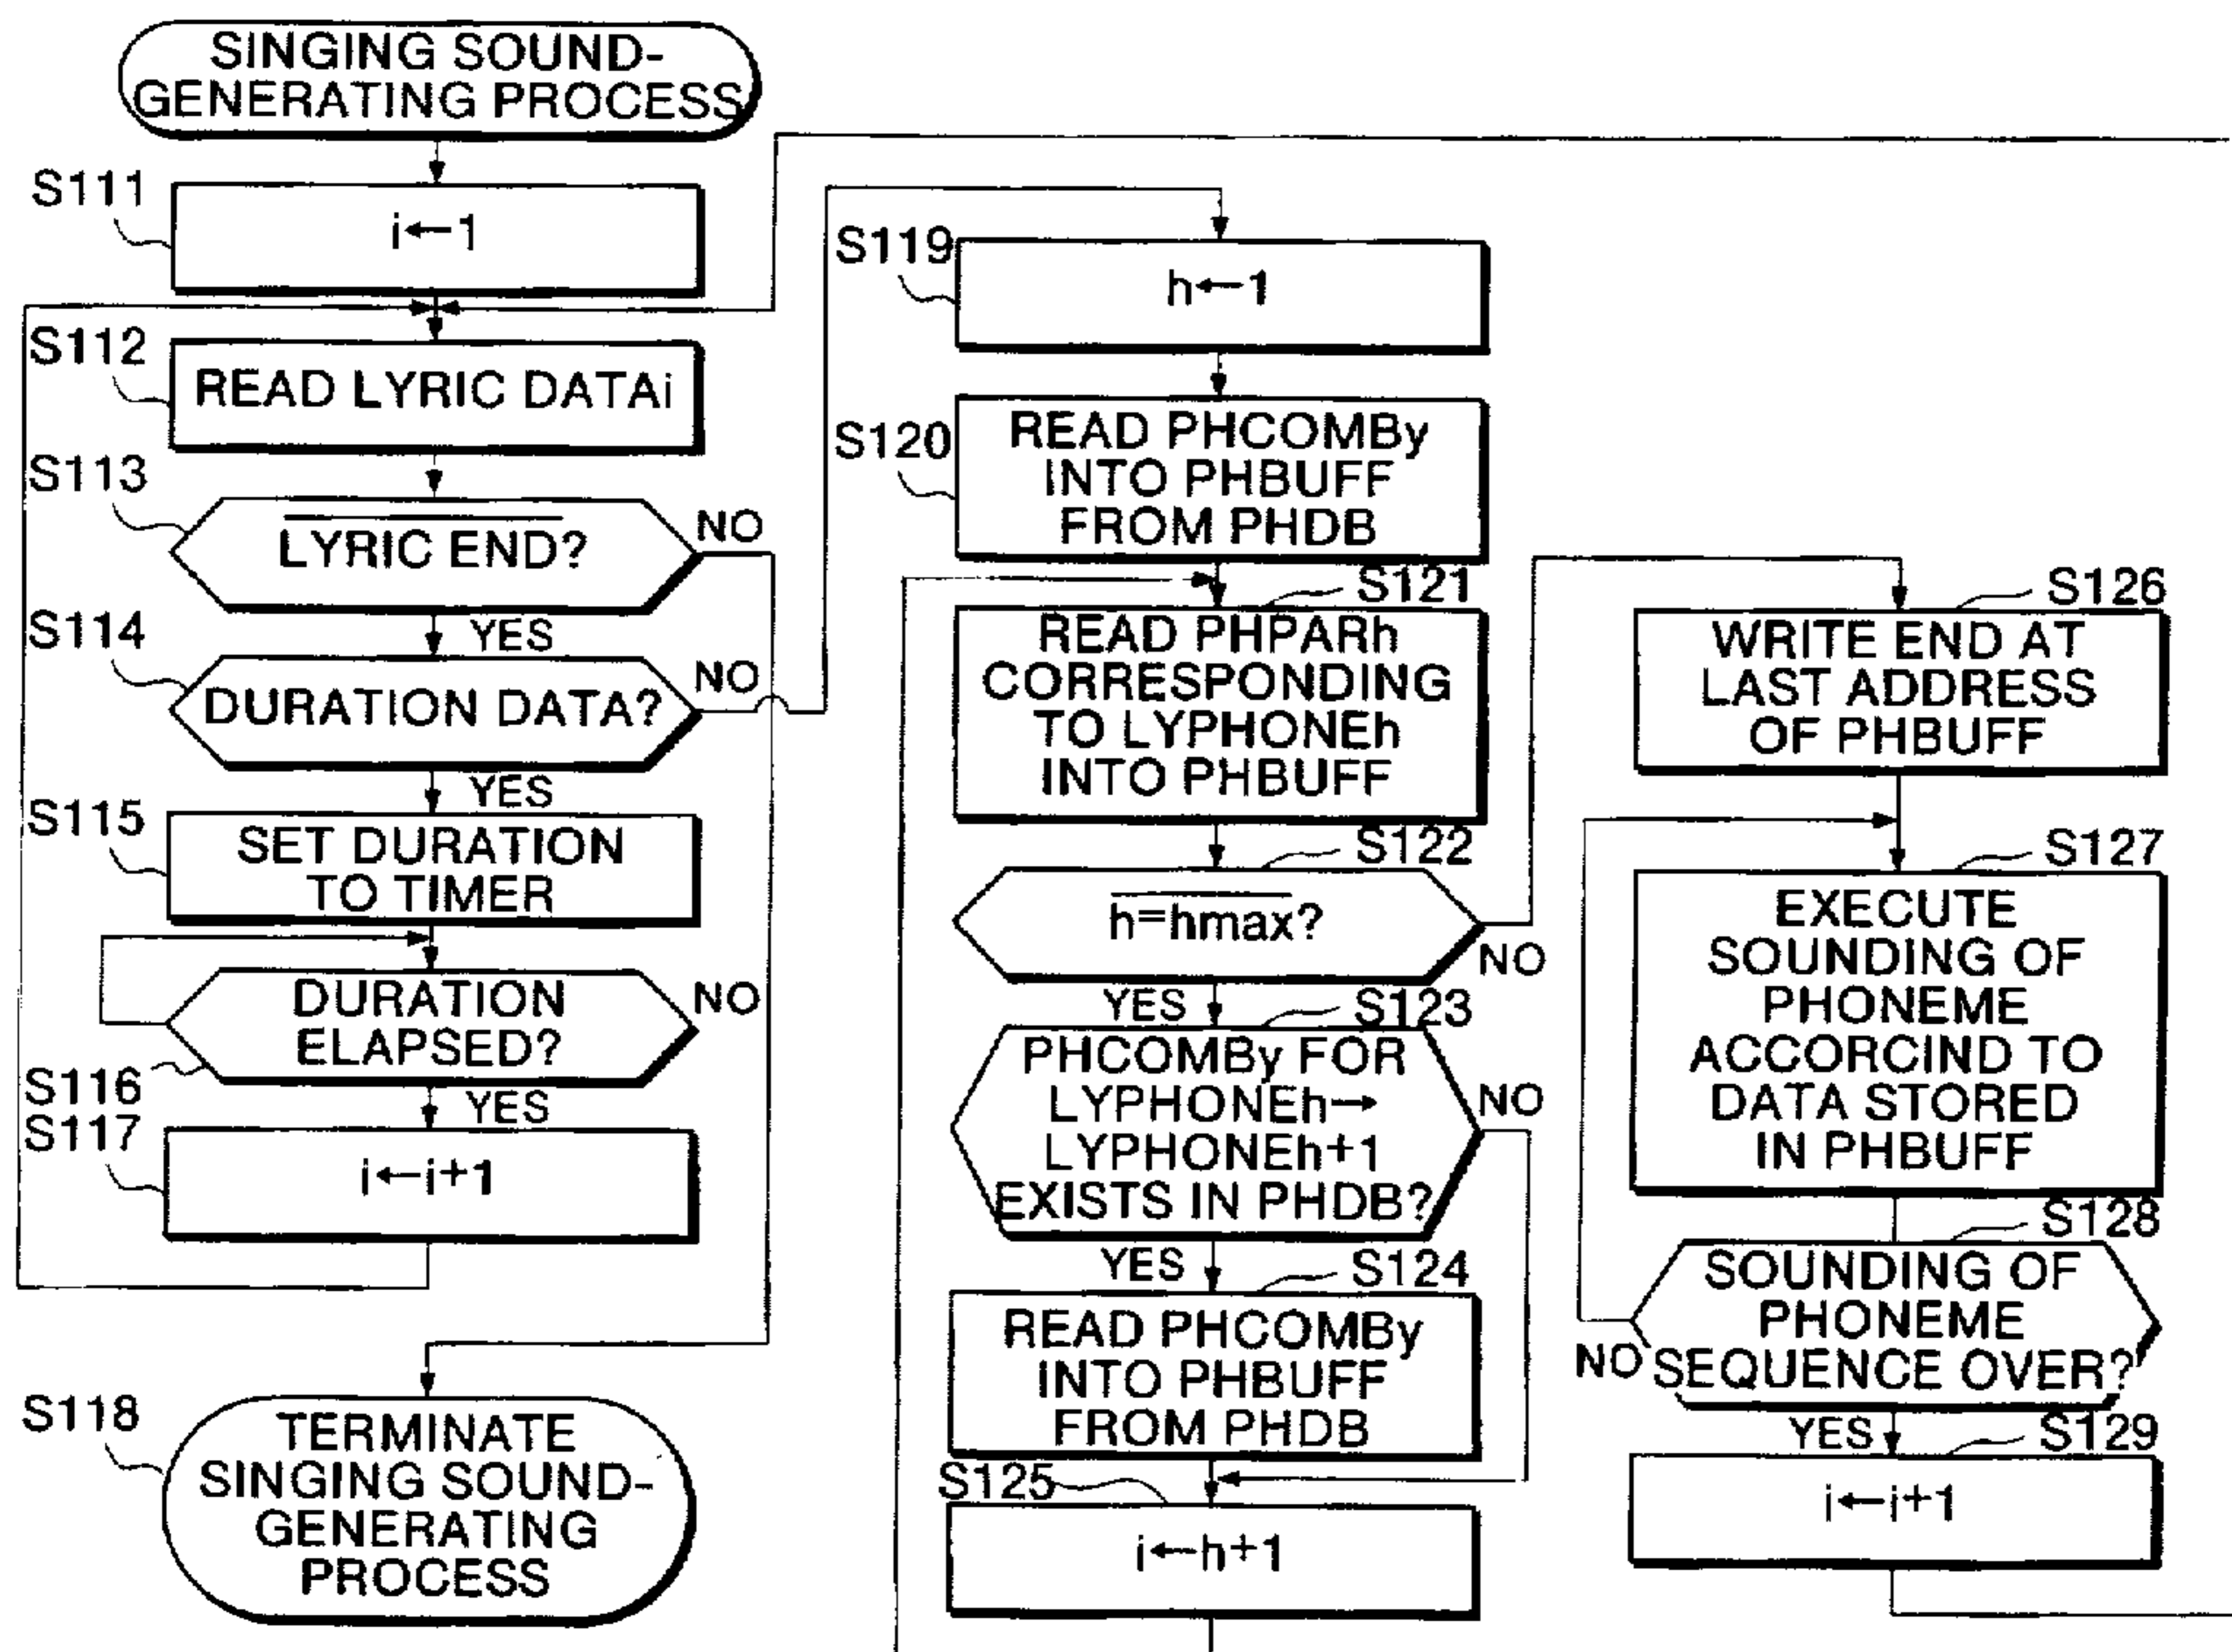 SINGING SOUND-
GENERATING PROCESS
S111
i←1
S112
READ LYRIC DATAi
S113
LYRIC END?
NO
YES
S114
DURATION DATA?
NO
YES
S115
SET DURATION
TO TIMER
DURATION
ELAPSED?
NO
S116
YES
S117
i←i+1
S118
TERMINATE
SINGING SOUND-
GENERATING
PROCESS
S119
h←1
S120
READ PHCOMBy
INTO PHBUFF
FROM PHDB
S121
READ PHPARh
CORRESPONDING
TO LYPHONEh
INTO PHBUFF
S122
h=hmax?
NO
YES
S123
PHCOMBy FOR
LYPHONEh→
LYPHONEh+1
EXISTS IN PHDB?
NO
YES
S124
READ PHCOMBy
INTO PHBUFF
FROM PHDB
S125
i←h+1
S126
WRITE END AT
LAST ADDRESS
OF PHBUFF
S127
EXECUTE
SOUNDING OF
PHONEME
ACCORCIND TO
DATA STORED
IN PHBUFF
S128
SOUNDING OF
PHONEME
SEQUENCE OVER?
NO
YES
S129
i←i+1